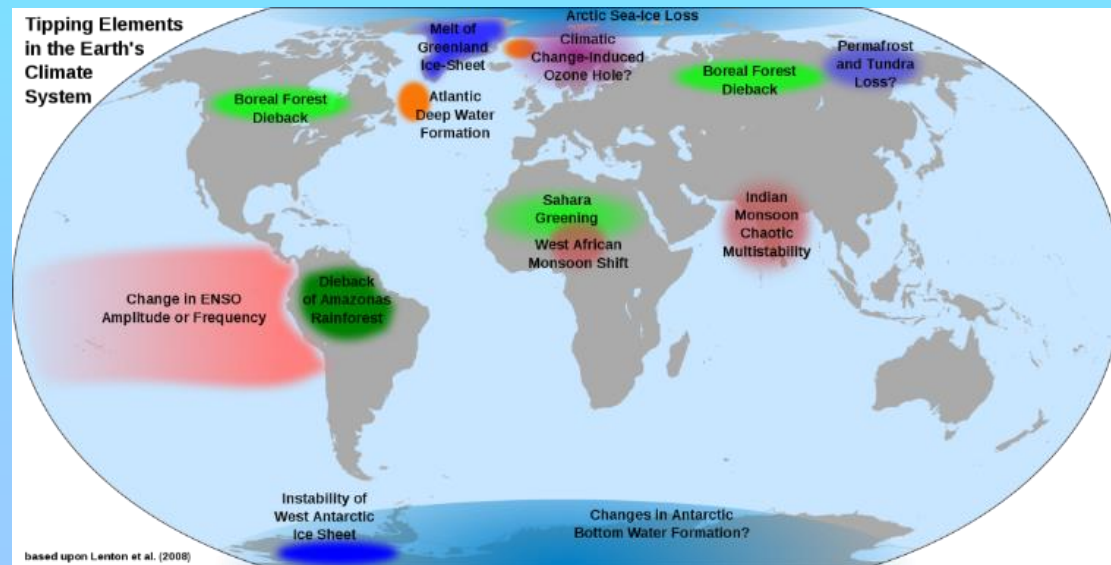 Tipping Elements
in the Earth's
Climate
System
Arctic Sea-Ice Loss
Melt of
Greenland
Ice-Sheet
Climatic
Change-Induced
Ozone Hole?
Permafrost
and Tundra
Loss?
Boreal Forest
Dieback
Boreal Forest
Dieback
Atlantic
Deep Water
Formation
Sahara
Greening
West African
Monsoon Shift
Indian
Monsoon
Chaotic
Multistability
Change in ENSO
Amplitude or Frequency
Dieback
of Amazonas
Rainforest
Instability of
West Antarctic
Ice Sheet
Changes in Antarctic
Bottom Water Formation?
based upon Lenton et al. (2008)